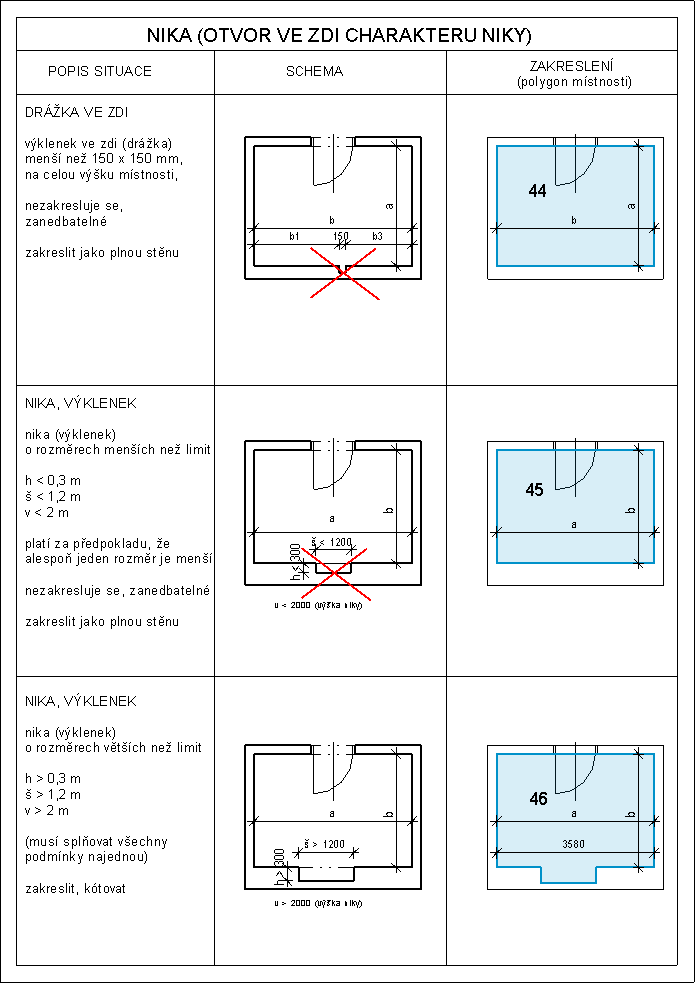 NIKA (OTVOR VE ZDI CHARAKTERU NIKY)
POPIS SITUACE
SCHEMA
ZAKRESLENÍ
(polygon místnosti)
DRÁŽKA VE ZDI
výklenek ve zdi (drážka)
menší než 150 x 150 mm,
na celou výšku místnosti,
nezakresluje se,
zanedbatelné
zakreslit jako plnou stěnu
a
b
b1 150 b3
44
a
b
NIKA, VÝKLENEK
nika (výklenek)
o rozměrech menších než limit
h < 0,3 m
š < 1,2 m
v < 2 m
platí za předpokladu, že
alespoň jeden rozměr je menší
nezakresluje se, zanedbatelné
zakreslit jako plnou stěnu
b
a
š < 1200
h < 300
u < 2000 (výška niky)
45
b
a
NIKA, VÝKLENEK
nika (výklenek)
o rozměrech větších než limit
h > 0,3 m
š > 1,2 m
v > 2 m
(musí splňovat všechny
podmínky najednou)
zakreslit, kótovat
a
b
š > 1200
h > 300
u > 2000 (výška niky)
46
a
b
3580